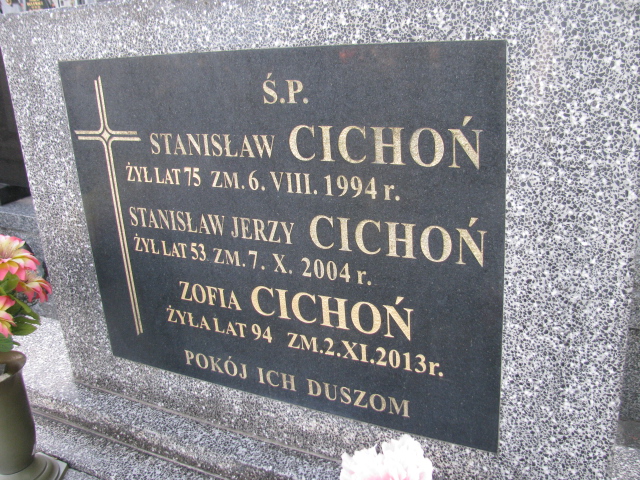 Ś.P.
STANISŁAW CICHOŃ
ŻYŁ LAT 75 ZM. 6. VIII. 1994 r.
STANISŁAW JERZY CICHOŃ
ŻYŁ LAT 53 ZM. 7. X. 2004 r.
ZOFIA CICHOŃ
ŻYŁA LAT 94 ZM.2.XI.2013r.
POKÓJ ICH DUSZOM